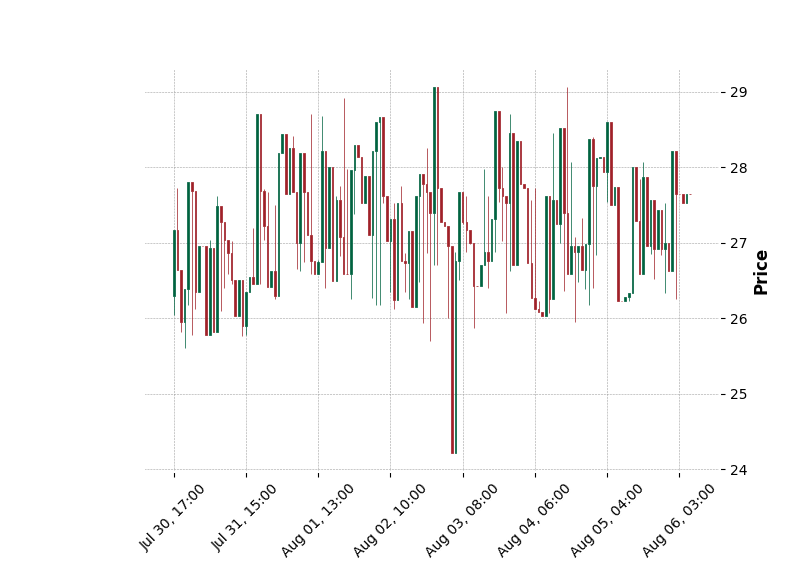 29
28
27
26
25
24
Price
Jul 30, 17:00
Jul 31, 15:00
Aug 01, 13:00
Aug 02, 10:00
Aug 03, 08:00
Aug 04, 06:00
Aug 05, 04:00
Aug 06, 03:00